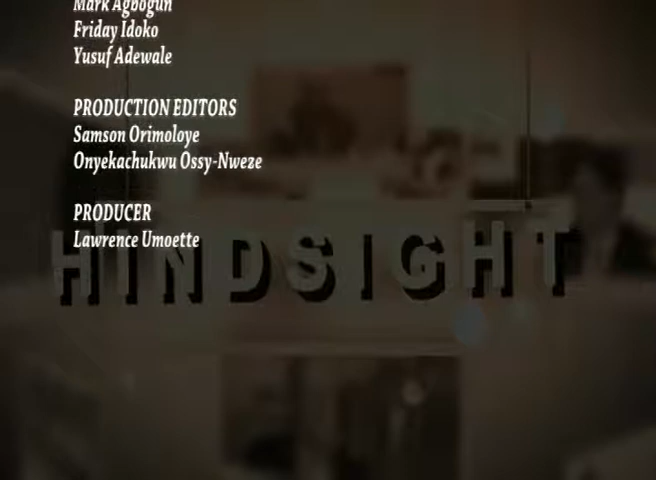 Mark Agbogun
Friday Idoko
Yusuf Adewale
PRODUCTION EDITORS
Samson Orimoloye
Onyekachukwu Ossy-Nweze
PRODUCER
Lawrence Umoette
HINDSIGHT